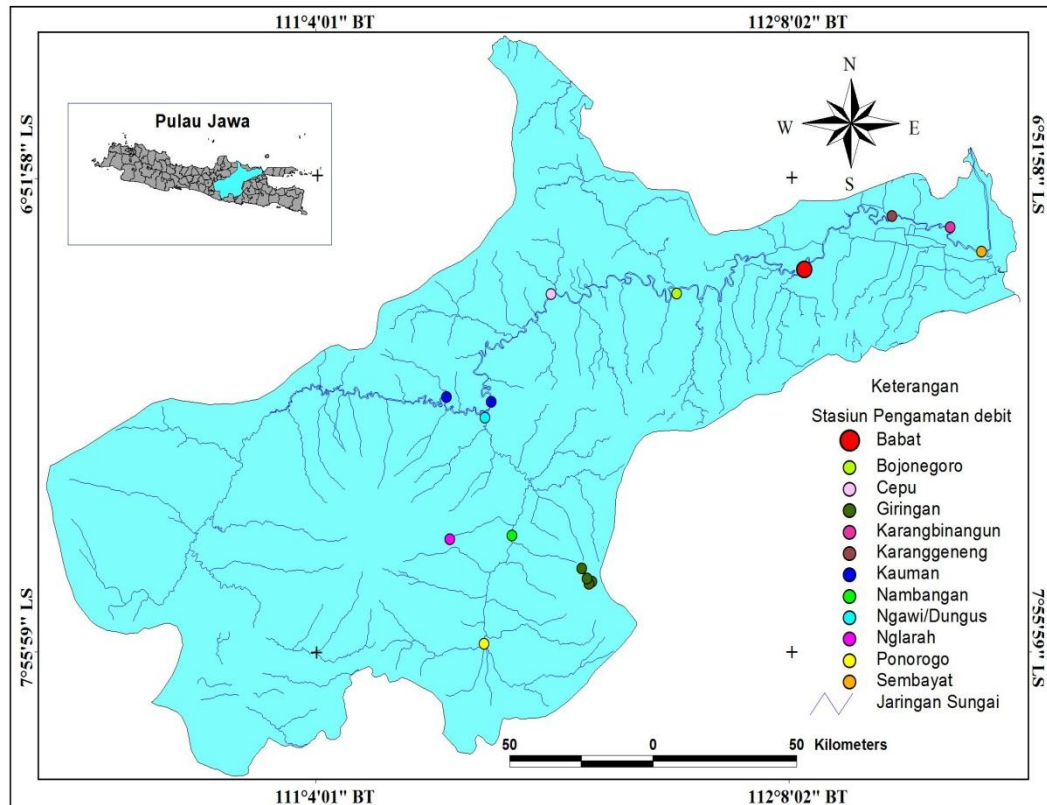 111°4'01" BT
112°8'02" BT
6°51'58" LS
6°51'58" LS
Pulau Jawa
N
W
E
S
Keterangan
Stasiun Pengamatan debit
Babat
Bojonegoro
Cepu
Giringan
Karangbinangun
Karanggeneng
Kauman
Nambangan
Ngawi/Dungus
Nglarah
Ponorogo
Sembayat
Jaringan Sungai
7°55'59" LS
7°55'59" LS
50 0 50 Kilometers
111°4'01" BT
112°8'02" BT